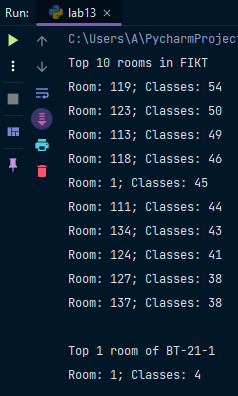 Run: lab13
C:\Users\A\PycharmProjec
Top 10 rooms in FIKT
Room: 119; Classes: 54
Room: 123; Classes: 50
Room: 113; Classes: 49
Room: 118; Classes: 46
Room: 1; Classes: 45
Room: 111; Classes: 44
Room: 134; Classes: 43
Room: 124; Classes: 41
Room: 127; Classes: 38
Room: 137; Classes: 38
Top 1 room of BT-21-1
Room: 1; Classes: 4